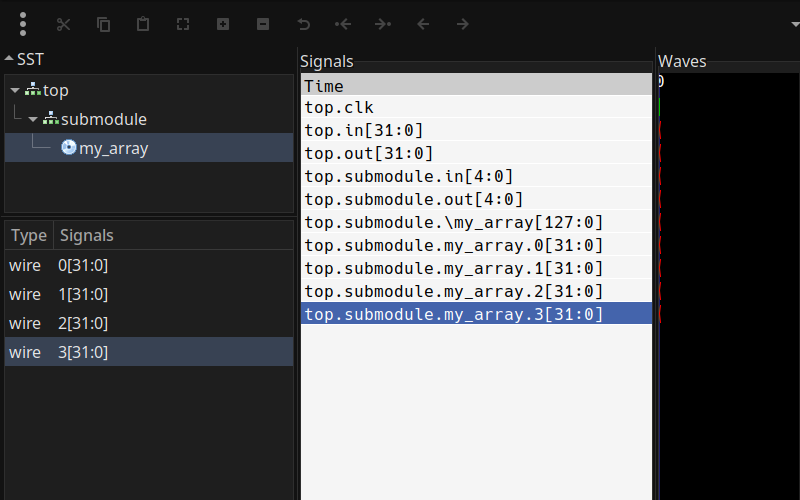 SST
top
submodule
my_array
Type Signals
wire 0[31:0]
wire 1[31:0]
wire 2[31:0]
wire 3[31:0]
Signals
Time
top.clk
top.in[31:0]
top.out[31:0]
top.submodule.in[4:0]
top.submodule.out[4:0]
top.submodule.\my_array[127:0]
top.submodule.my_array.0[31:0]
top.submodule.my_array.1[31:0]
top.submodule.my_array.2[31:0]
top.submodule.my_array.3[31:0]
Waves